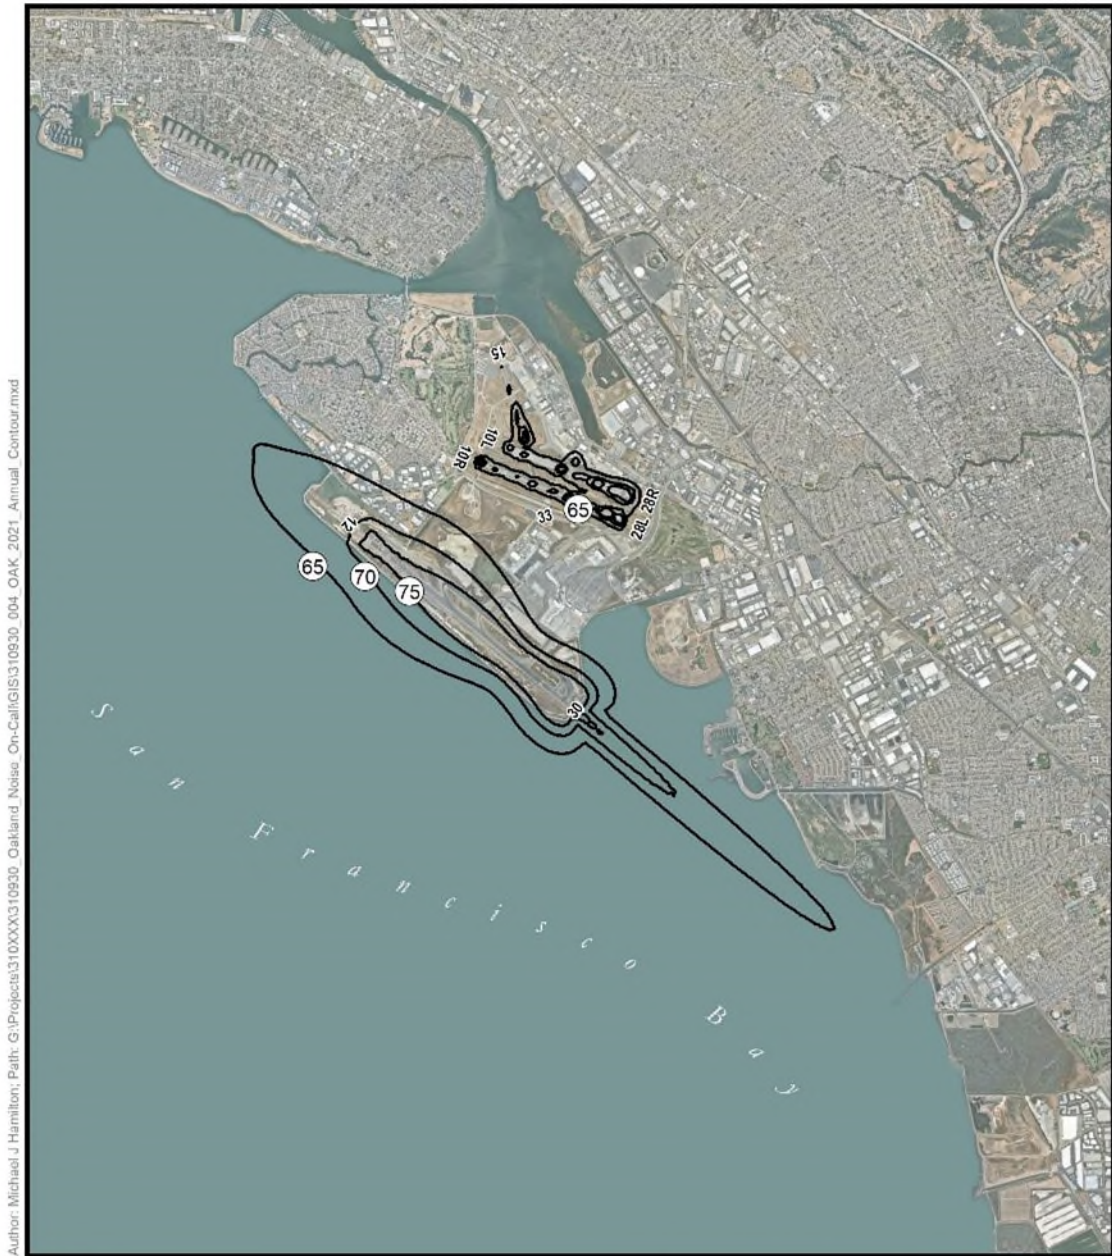 Author: Michael J Hamilton; Path: G:\Projects\310XXX\310930_Oakland_Noise_On-Call\GIS\310930_004_OAK_2021_Annual_Contour.mxd
15
10L
10R
33
65
28L 28R
12
65
70
75
30
San Francisco Bay